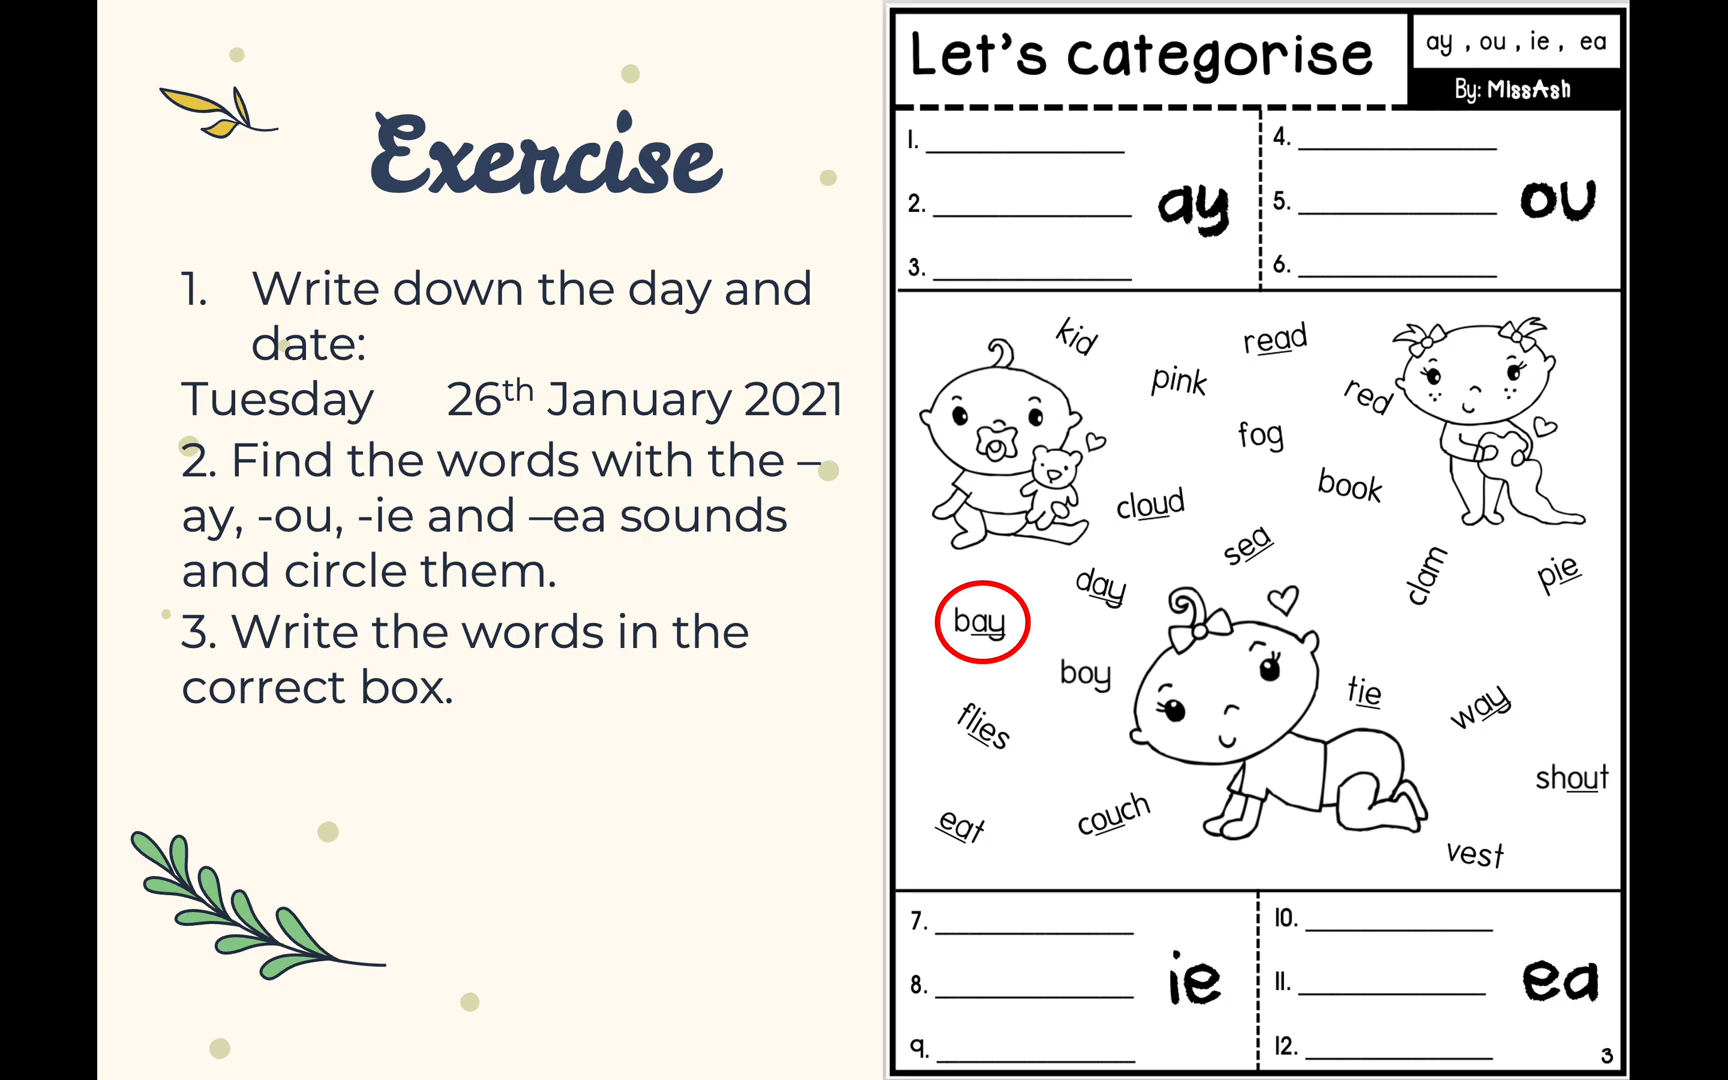 Exercise
1. Write down the day and
date:
Tuesday 26th January 2021
2. Find the words with the –
ay, -ou, -ie and –ea sounds
and circle them.
3. Write the words in the
correct box.
Let's categorise
ay , ou , ie , ea
By: MissAsh
1.
2.
3.
ay
4.
5.
6.
ou
kid
read
pink
red
fog
book
cloud
sea
clam
pie
day
bay
boy
tie
way
flies
shout
couch
eat
vest
7.
8.
9.
ie
10.
11.
12.
ea
3